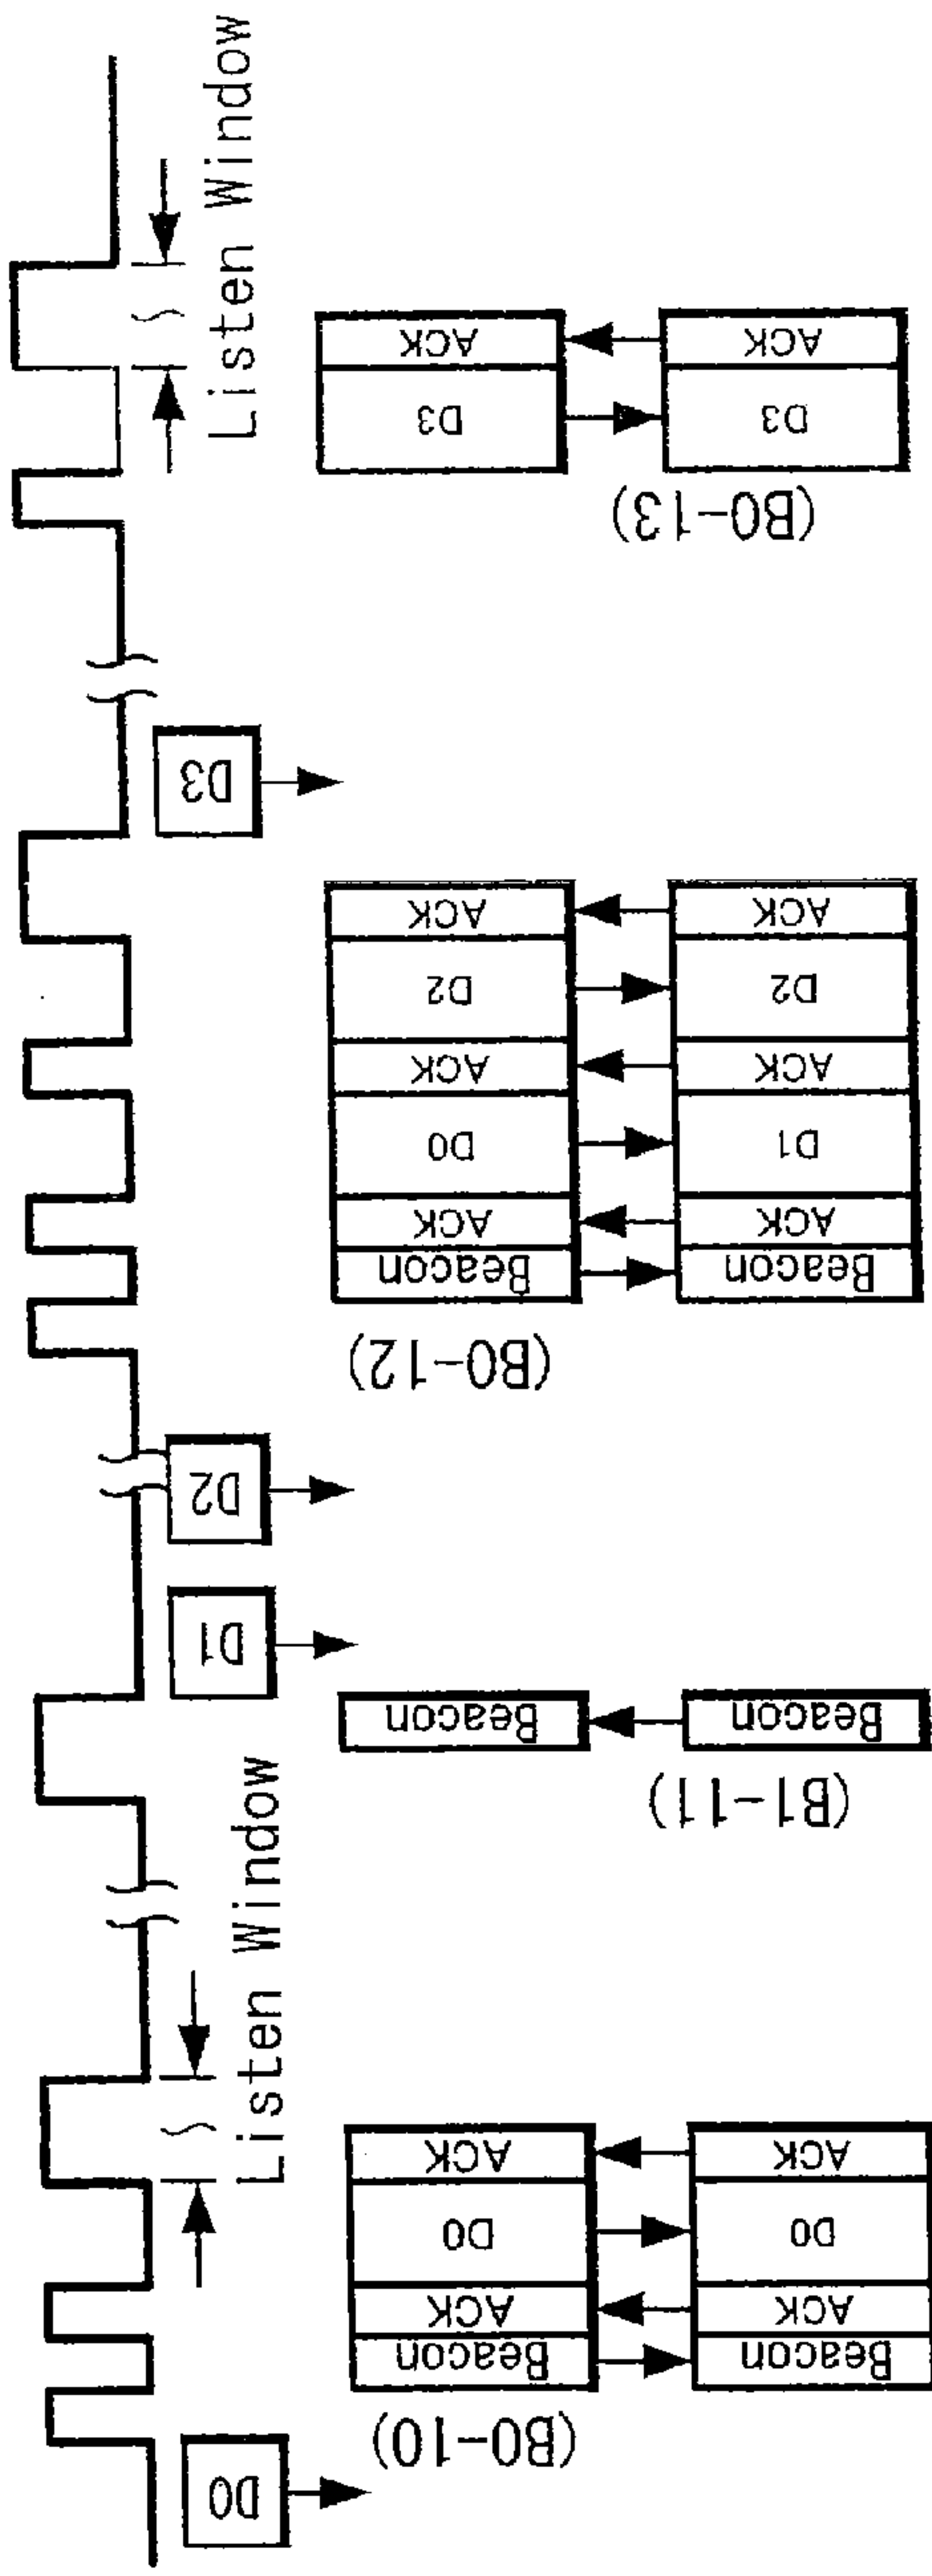 Listen Window
ACK
D3
ACK
D3
(B0-13)
D3
ACK
D2
ACK
D0
ACK
Beacon
ACK
D2
ACK
D1
ACK
Beacon
(B0-12)
D2
D1
Beacon
Beacon
(B1-11)
Listen Window
ACK
D0
ACK
Beacon
ACK
D0
ACK
Beacon
(B0-10)
D0